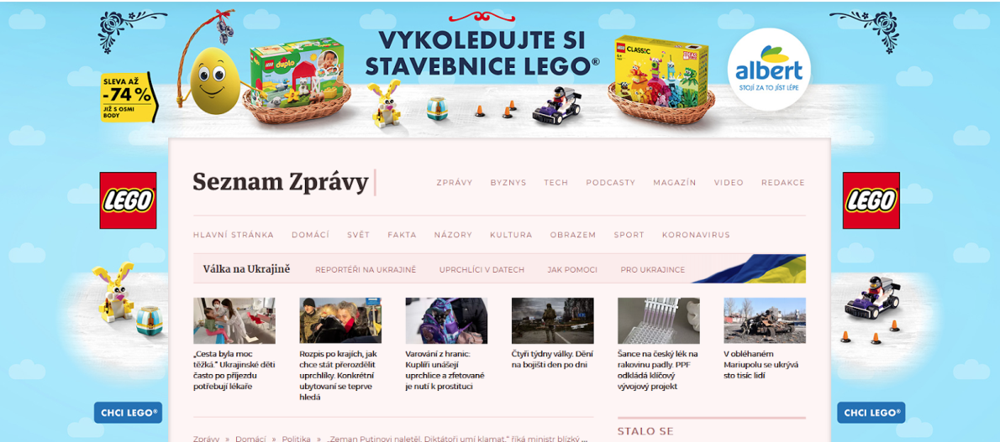 VYKOLEDUJTE SI
STAVEBNICE LEGO®
SLEVA AŽ
-74 %
JIŽ S OSMI
BODY
LEGO duplo
LEGO CLASSIC
albert
STOJÍ ZA TO JÍST LÉPE
LEGO
LEGO
Seznam Zprávy
ZPRÁVY BYZNYS TECH PODCASTY MAGAZÍN VIDEO REDAKCE
HLAVNÍ STRÁNKA DOMÁCÍ SVĚT FAKTA NÁZORY KULTURA OBRAZEM SPORT KORONAVIRUS
Válka na Ukrajině REPORTÉŘI NA UKRAJINĚ UPRCHLÍCI V DATECH JAK POMOCI PRO UKRAJINCE
„Cesta byla moc
těžká.“ Ukrajinské děti
často po příjezdu
potřebují lékaře
Rozpis po krajích, jak
chce stát přerozdělit
uprchlíky. Konkrétní
ubytovaní se teprve
hledá
Varování z hranic:
Kuplíři unášejí
uprchlice a zfetované
je nutí k prostituci
Čtyři týdny války. Dění
na bojišti den po dni
Šance na český lék na
rakovinu padly. PPF
odkládá klíčový
vývojový projekt
V obléhaném
Mariupolu se ukrývá
sto tisíc lidí
CHCI LEGO®
CHCI LEGO®
Zprávy » Domácí » Politika » „Zeman Putinovi naletěl. Diktátoři umí klamat,“ říká ministr blízký ...
STALO SE